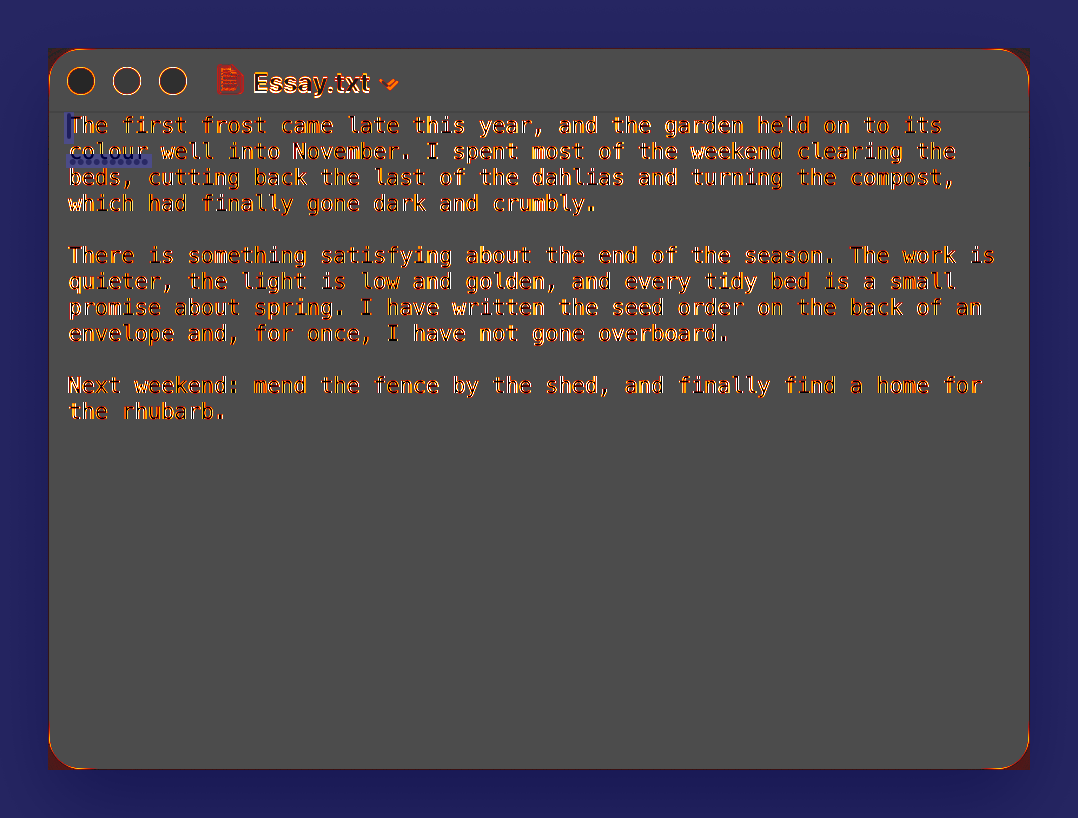 Essay.txt
The first frost came late this year, and the garden held on to its
colour well into November. I spent most of the weekend clearing the
beds, cutting back the last of the dahlias and turning the compost,
which had finally gone dark and crumbly.
There is something satisfying about the end of the season. The work is
quieter, the light is low and golden, and every tidy bed is a small
promise about spring. I have written the seed order on the back of an
envelope and, for once, I have not gone overboard.
Next weekend: mend the fence by the shed, and finally find a home for
the rhubarb.